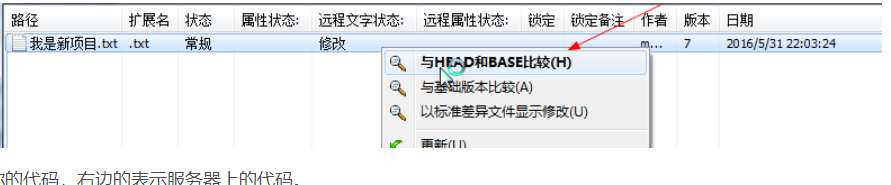 路径 扩展名 状态 属性状态: 远程文字状态: 远程属性状态: 锁定 锁定备注 作者 版本 日期
我是新项目.txt .txt 常规 修改 m... 7 2016/5/31 22:03:24
与HEAD和BASE比较(H)
与基础版本比较(A)
以标准差异文件显示修改(U)
更新(U)
的代码，右边的表示服务器上的代码。